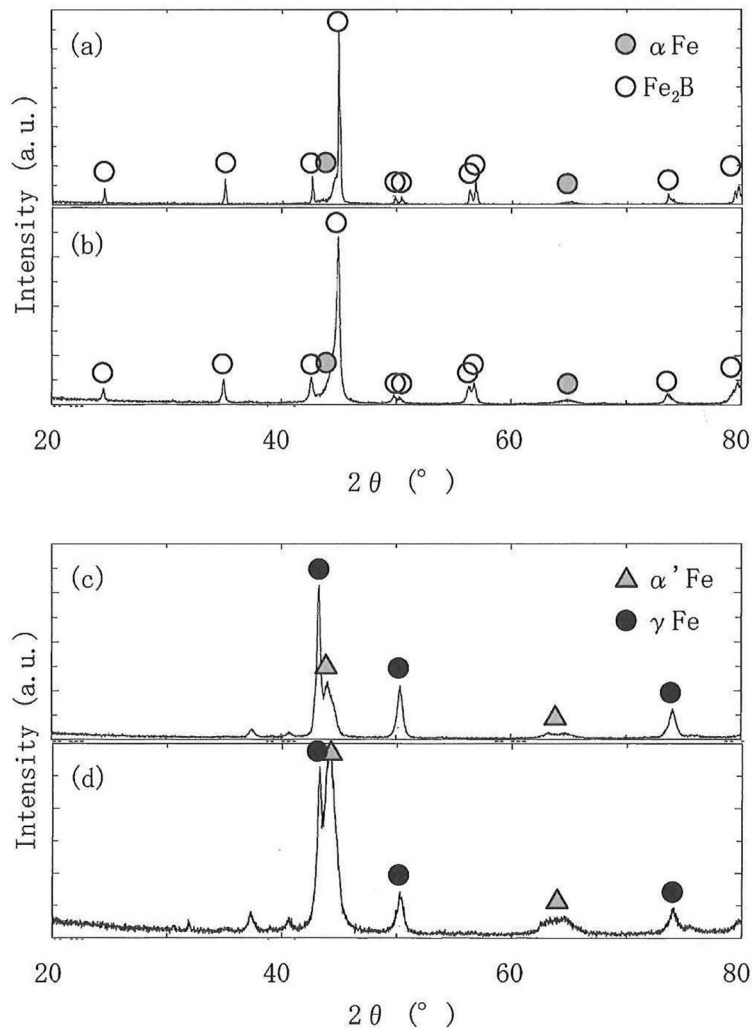 (a)
αFe
Fe₂B
(b)
Intensity (a.u.)
20 40 60 80
2θ (°)
(c)
α'Fe
γFe
(d)
Intensity (a.u.)
20 40 60 80
2θ (°)